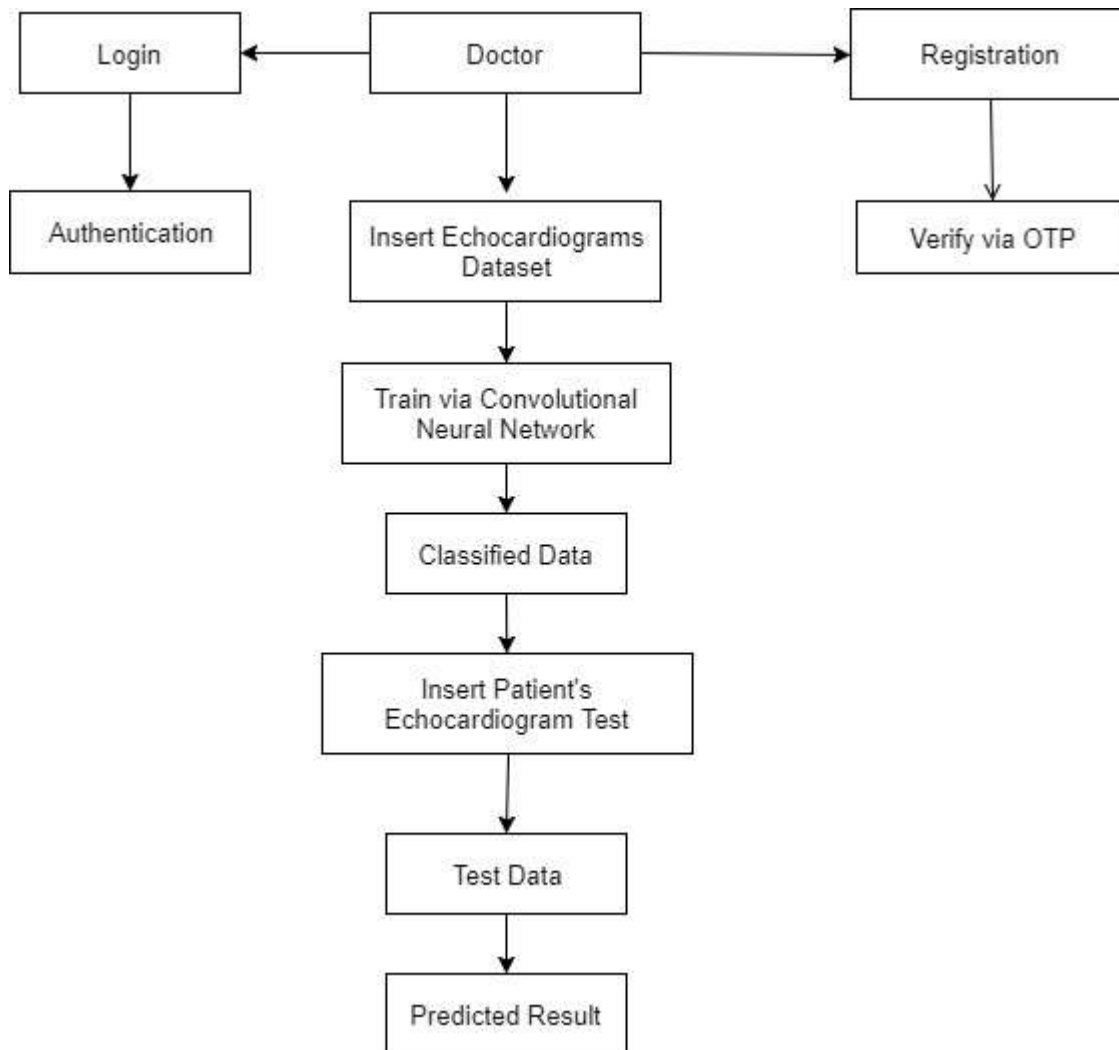 Login
Doctor
Registration
Authentication
Insert Echocardiograms
Dataset
Verify via OTP
Train via Convolutional
Neural Network
Classified Data
Insert Patient's
Echocardiogram Test
Test Data
Predicted Result